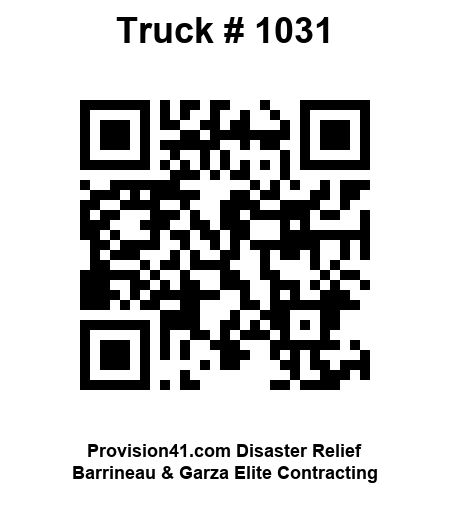 Truck # 1031
Provision41.com Disaster Relief
Barrineau & Garza Elite Contracting